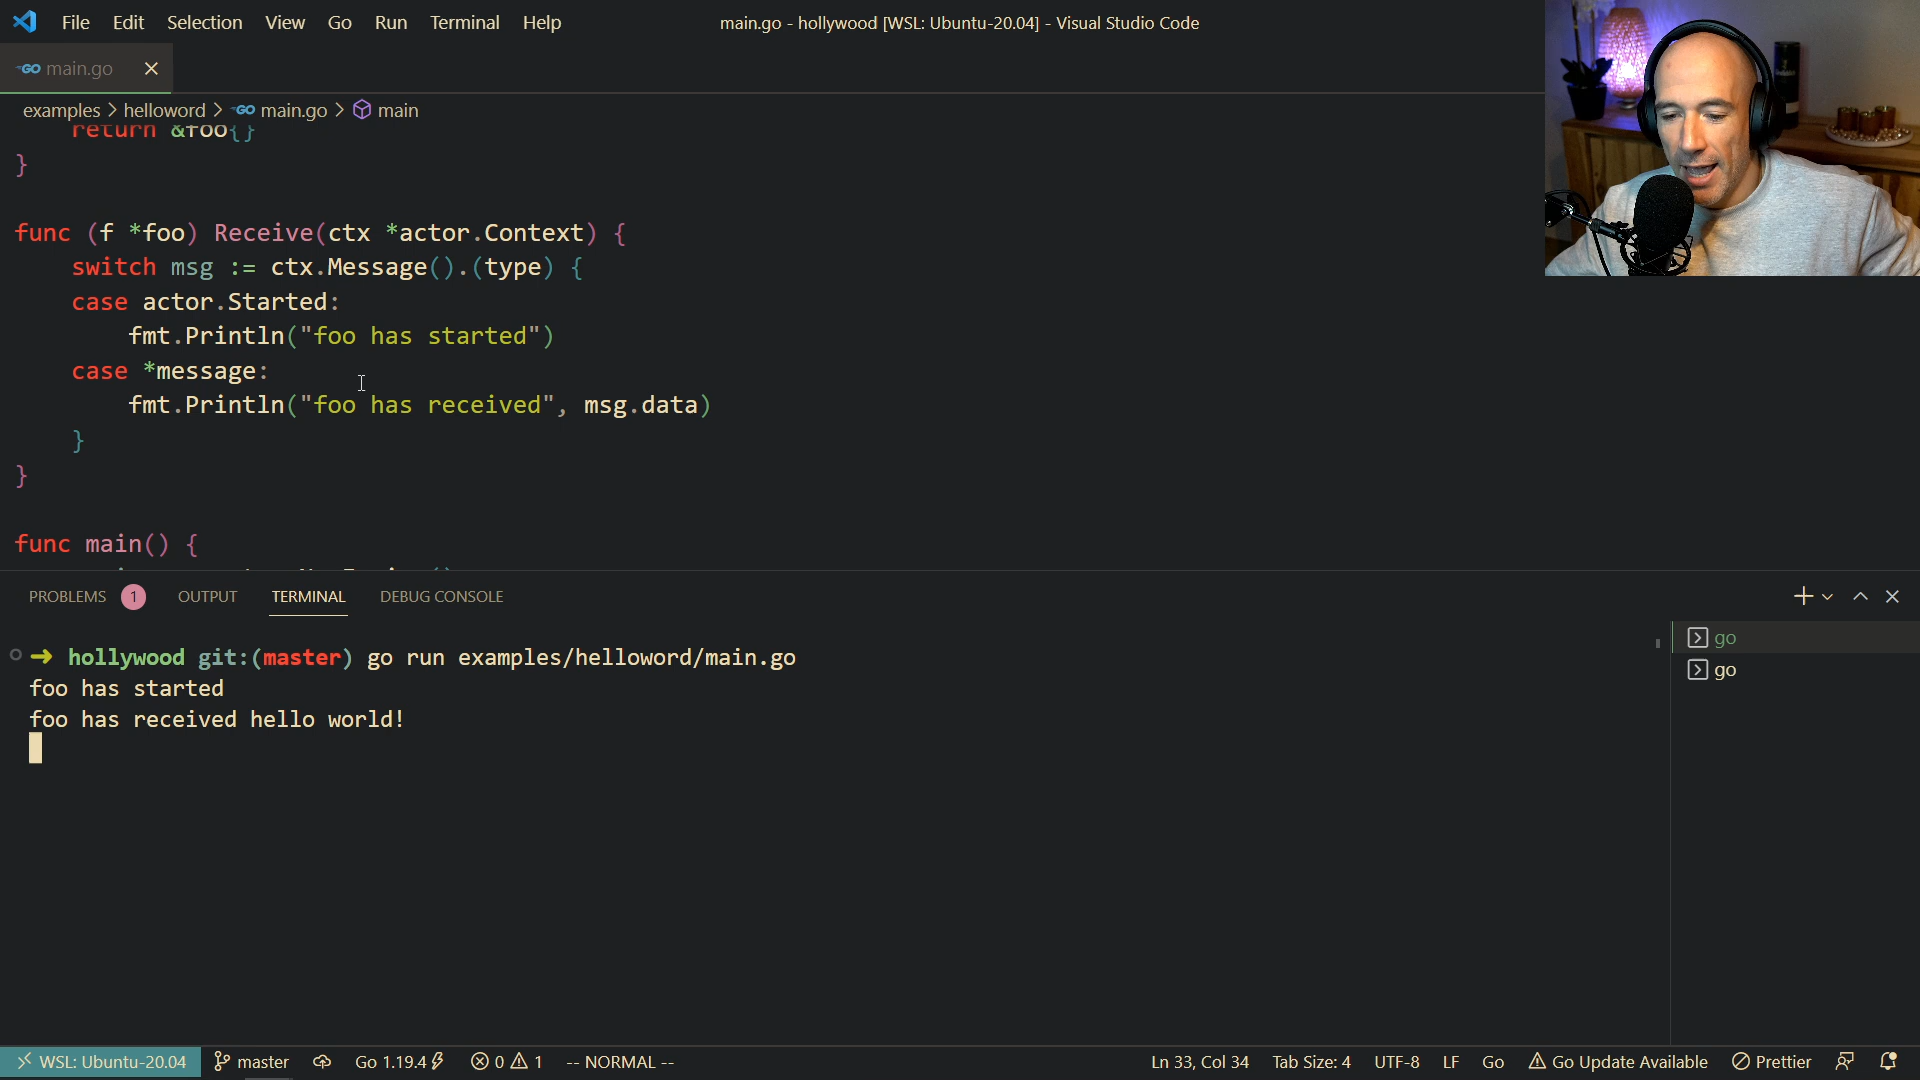 File Edit Selection View Go Run Terminal Help main.go - hollywood [WSL: Ubuntu-20.04] - Visual Studio Code
GO main.go
examples > helloword > GO main.go > main
return &foo{}
}
func (f *foo) Receive(ctx *actor.Context) {
switch msg := ctx.Message().(type) {
case actor.Started:
fmt.Println("foo has started")
case *message:
fmt.Println("foo has received", msg.data)
}
}
func main() {
PROBLEMS 1 OUTPUT TERMINAL DEBUG CONSOLE
➜ hollywood git:(master) go run examples/helloword/main.go
foo has started
foo has received hello world!
go
go
WSL: Ubuntu-20.04 master Go 1.19.4 0 1 -- NORMAL -- Ln 33, Col 34 Tab Size: 4 UTF-8 LF Go Go Update Available Prettier